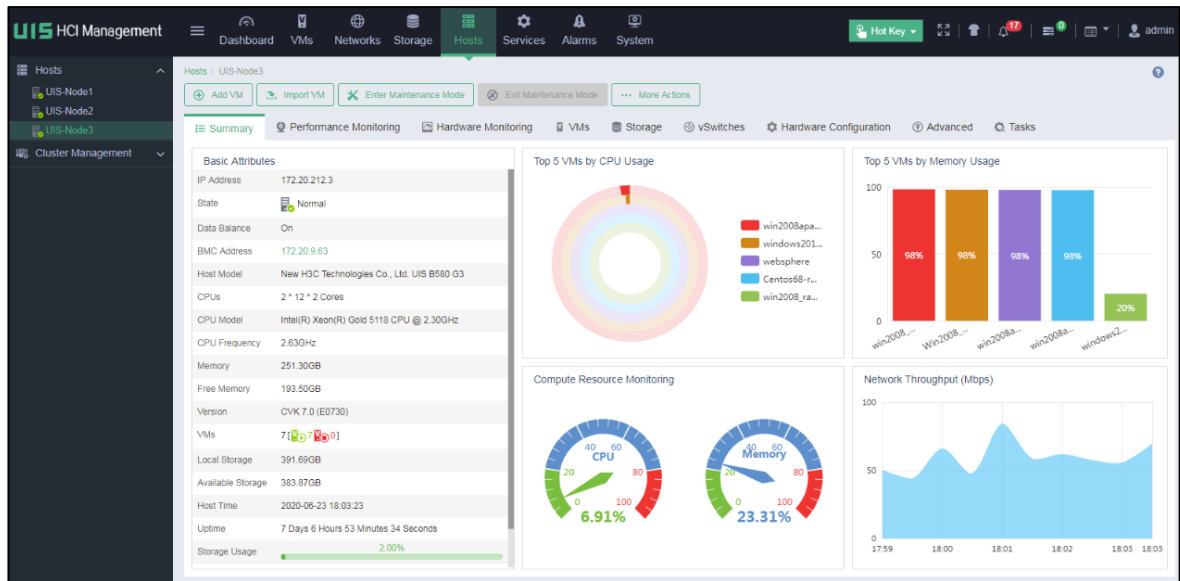 UIS HCI Management
Dashboard VMs Networks Storage Hosts Services Alarms System
Hot Key 17 0 admin
Hosts
UIS-Node1
UIS-Node2
UIS-Node3
Cluster Management
Hosts / UIS-Node3
Add VM Import VM Enter Maintenance Mode Exit Maintenance Mode More Actions
Summary Performance Monitoring Hardware Monitoring VMs Storage vSwitches Hardware Configuration Advanced Tasks
Basic Attributes
IP Address 172.20.212.3
State Normal
Data Balance On
BMC Address 172.20.9.63
Host Model New H3C Technologies Co., Ltd. UIS B580 G3
CPUs 2 * 12 * 2 Cores
CPU Model Intel(R) Xeon(R) Gold 5118 CPU @ 2.30GHz
CPU Frequency 2.63GHz
Memory 251.30GB
Free Memory 193.50GB
Version CVK 7.0 (E0730)
VMs 7 [ 7 0 ]
Local Storage 391.69GB
Available Storage 383.87GB
Host Time 2020-06-23 18:03:23
Uptime 7 Days 6 Hours 53 Minutes 34 Seconds
Storage Usage 2.00%
Top 5 VMs by CPU Usage
win2008apa...
windows201...
websphere
Centos68-r...
win2008_ra...
Top 5 VMs by Memory Usage
100
50
0
98% 98% 98% 98% 20%
win2008_... Win2008_... win2008a... win2008a... windows2...
Compute Resource Monitoring
0 20 40 60 80 100
CPU
6.91%
0 20 40 60 80 100
Memory
23.31%
Network Throughput (Mbps)
100
50
0
17:59 18:00 18:01 18:02 18:03 18:03